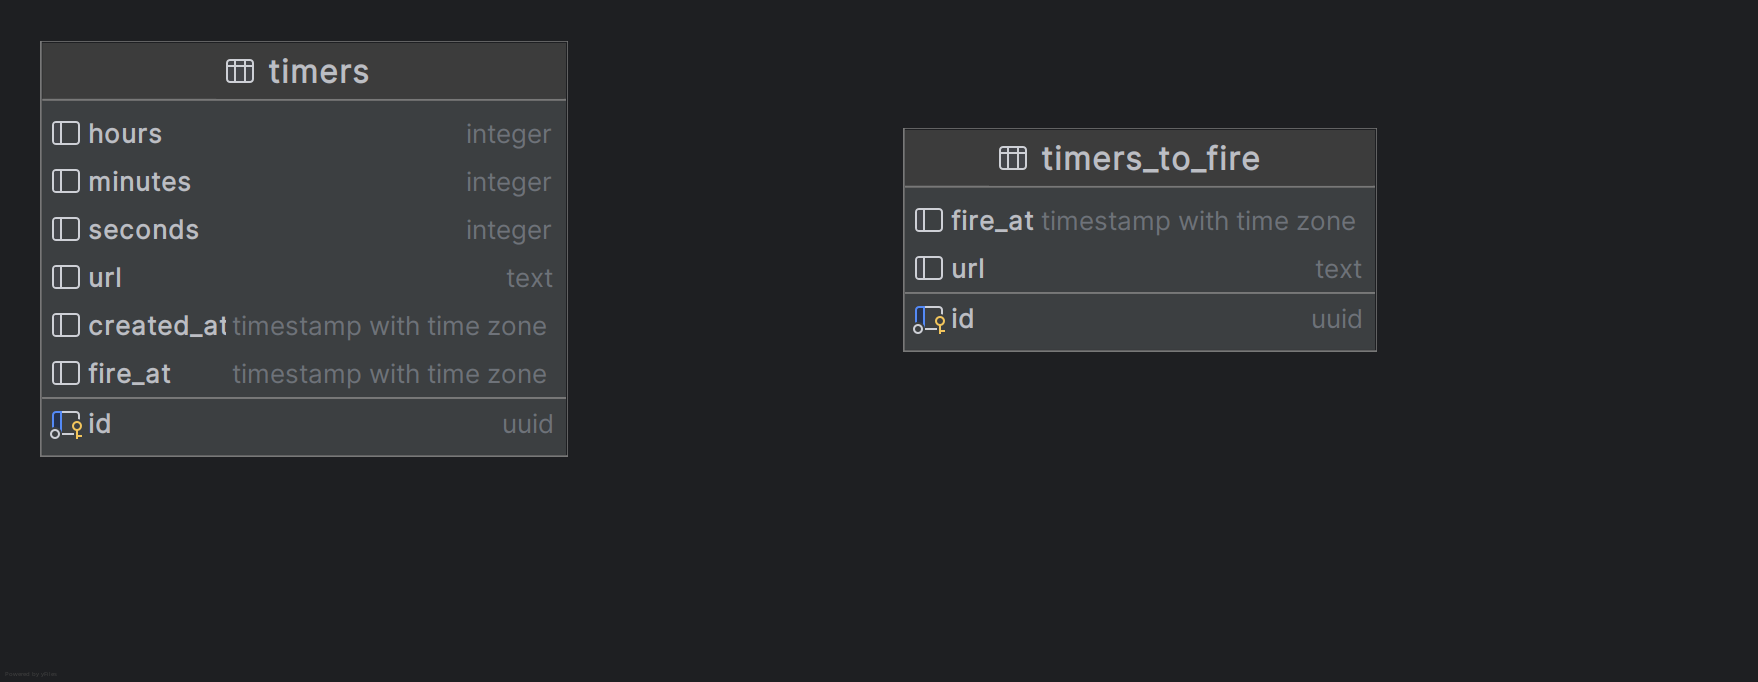 timers
hours integer
minutes integer
seconds integer
url text
created_at timestamp with time zone
fire_at timestamp with time zone
id uuid
timers_to_fire
fire_at timestamp with time zone
url text
id uuid